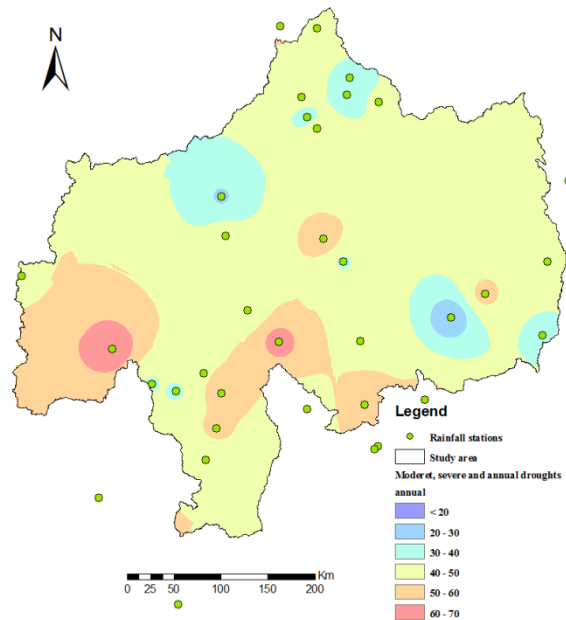 N
Legend
Rainfall stations
Study area
Moderet, severe and annual droughts
annual
< 20
20 - 30
30 - 40
40 - 50
50 - 60
60 - 70
Km
0 25 50 100 150 200